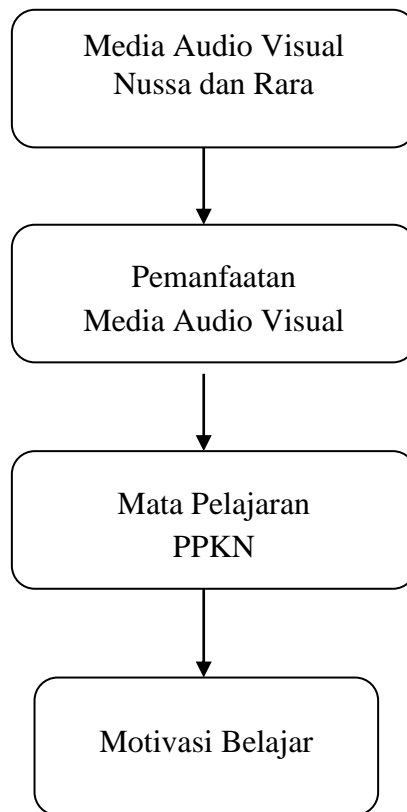 Media Audio Visual
Nussa dan Rara
Pemanfaatan
Media Audio Visual
Mata Pelajaran
PPKN
Motivasi Belajar